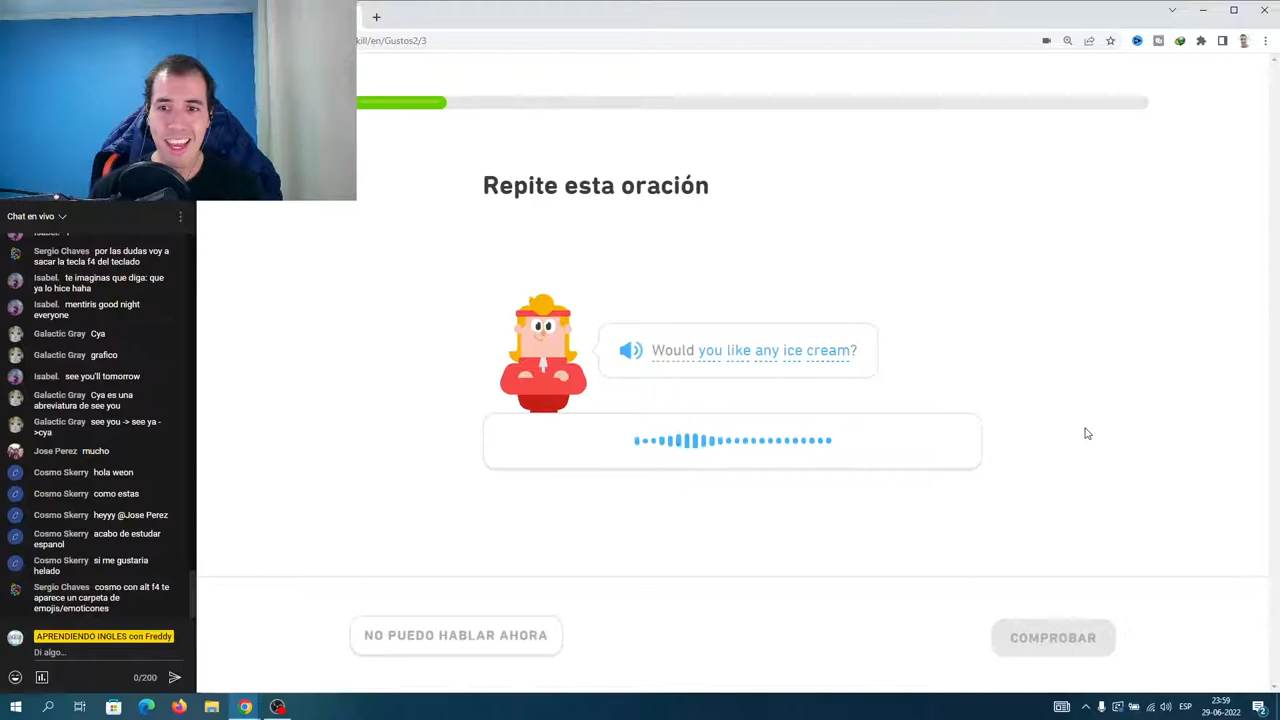 kill/en/Gustos2/3
Repite esta oración
Would you like any ice cream?
NO PUEDO HABLAR AHORA
COMPROBAR
Chat en vivo
Isabel.
Sergio Chaves por las dudas voy a
sacar la tecla f4 del teclado
Isabel. te imaginas que diga: que
ya lo hice haha
Isabel. mentiris good night
everyone
Galactic Gray Cya
Galactic Gray grafico
Isabel. see you'll tomorrow
Galactic Gray Cya es una
abreviatura de see you
Galactic Gray see you -> see ya -
>cya
Jose Perez mucho
Cosmo Skerry hola weon
Cosmo Skerry como estas
Cosmo Skerry heyyy @Jose Perez
Cosmo Skerry acabo de estudar
espanol
Cosmo Skerry si me gustaria
helado
Sergio Chaves cosmo con alt f4 te
aparece un carpeta de
emojis/emoticones
APRENDIENDO INGLES con Freddy
Di algo...
0/200
ESP
23:59
29-06-2022
2